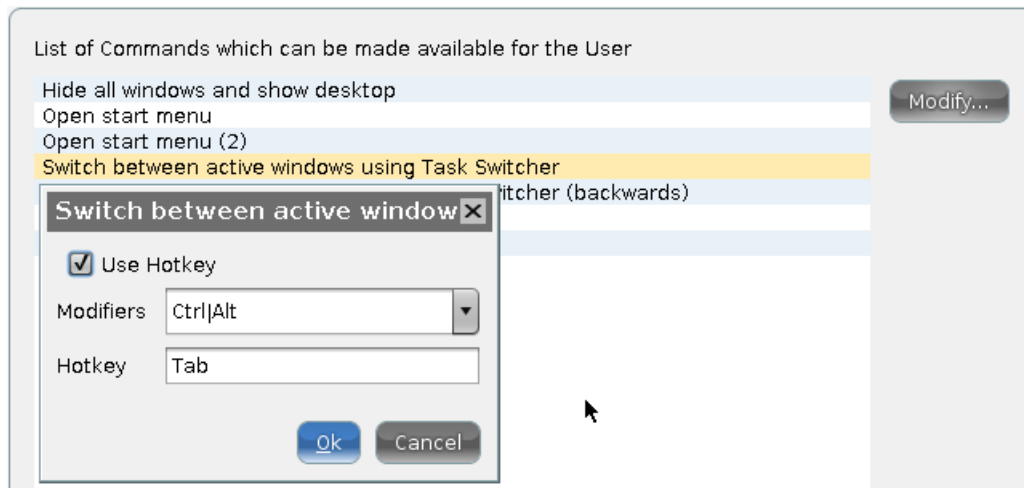 List of Commands which can be made available for the User
Hide all windows and show desktop
Modify...
Open start menu
Open start menu (2)
Switch between active windows using Task Switcher
itcher (backwards)
Switch between active window
Use Hotkey
Modifiers Ctrl|Alt
Hotkey Tab
Ok Cancel